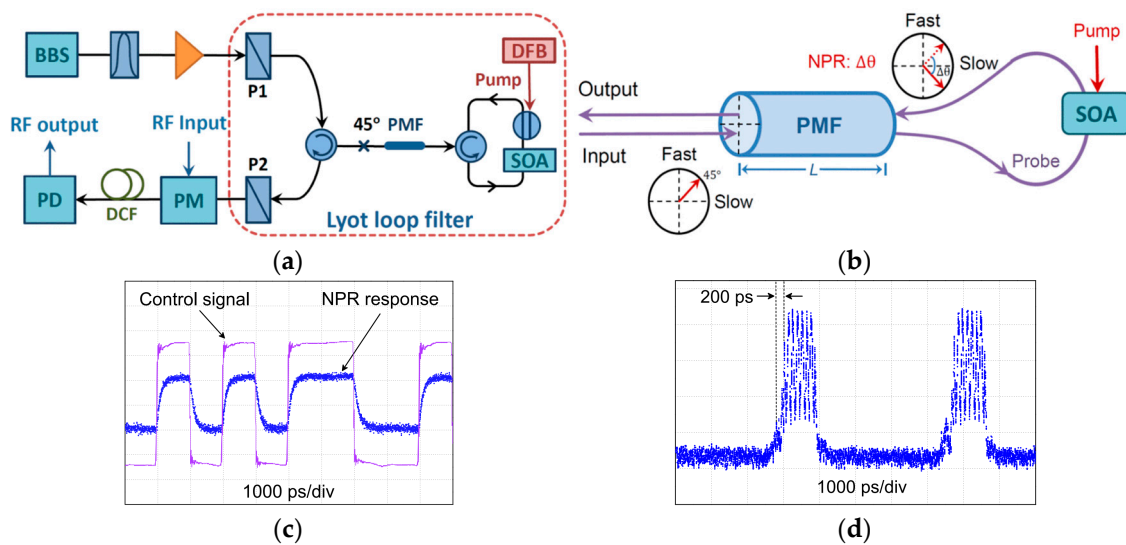 BBS
P1
DFB
Pump
RF output
RF Input
45° PMF
SOA
P2
PD
DCF
PM
Lyot loop filter
(a)
Fast
Pump
NPR: Δθ
Δθ
Slow
Output
Input
PMF
SOA
Fast
45°
Slow
L
Probe
(b)
Control signal
NPR response
1000 ps/div
(c)
200 ps
1000 ps/div
(d)